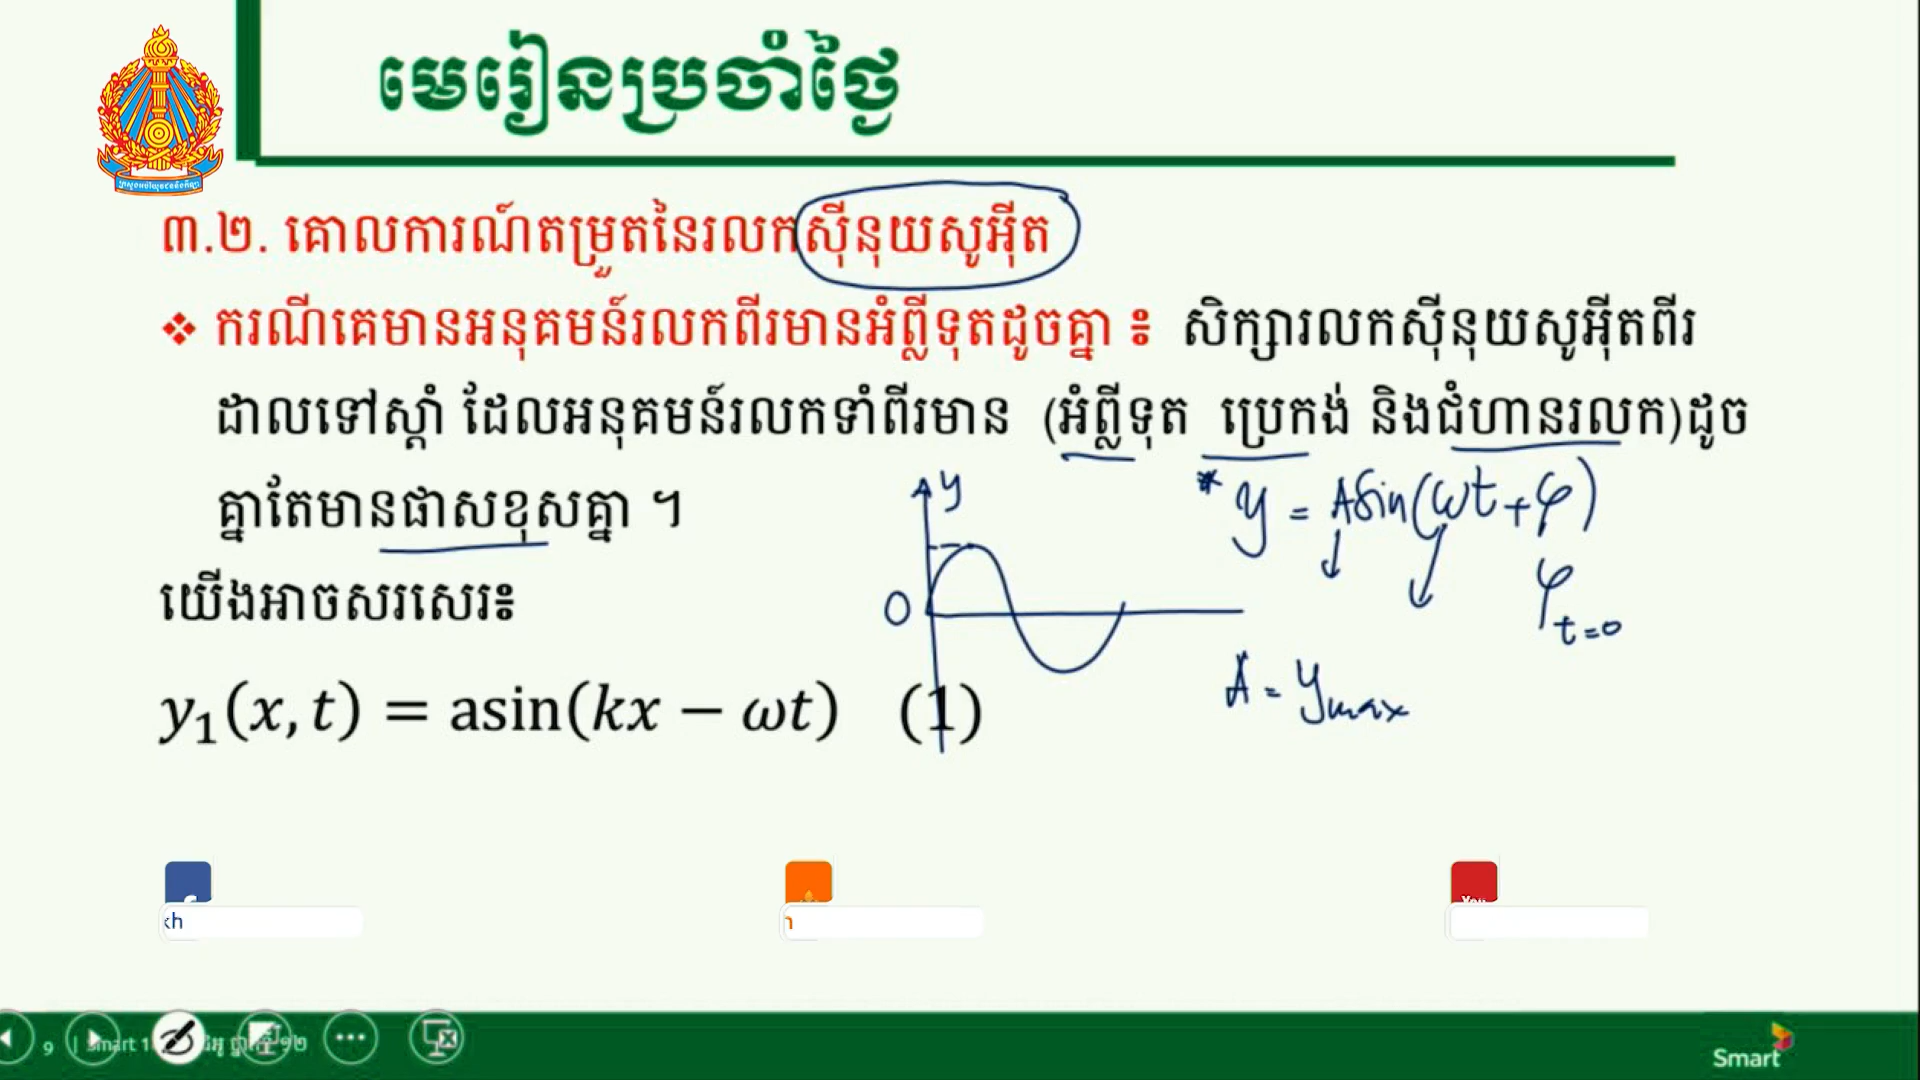 មេរៀនប្រចាំថ្ងៃ
៣.២. គោលការណ៍តម្រួតនៃរលកស៊ីនុយសូអ៊ីត
❖ ករណីគេមានអនុគមន៍រលកពីរមានអំព្លីទុតដូចគ្នា ៖ សិក្សារលកស៊ីនុយសូអ៊ីតពីរ
ដាលទៅស្ដាំ ដែលអនុគមន៍រលកទាំពីរមាន (អំព្លីទុត ប្រេកង់ និងជំហានរលក)ដូច
គ្នាតែមានផាសខុសគ្នា ។
y
* y = Asin(ωt+φ)
យើងអាចសរសេរ៖
0
φ t=0
y₁(x, t) = asin(kx − ωt) (1)
A = y max
kh
9 | Smart
Smart